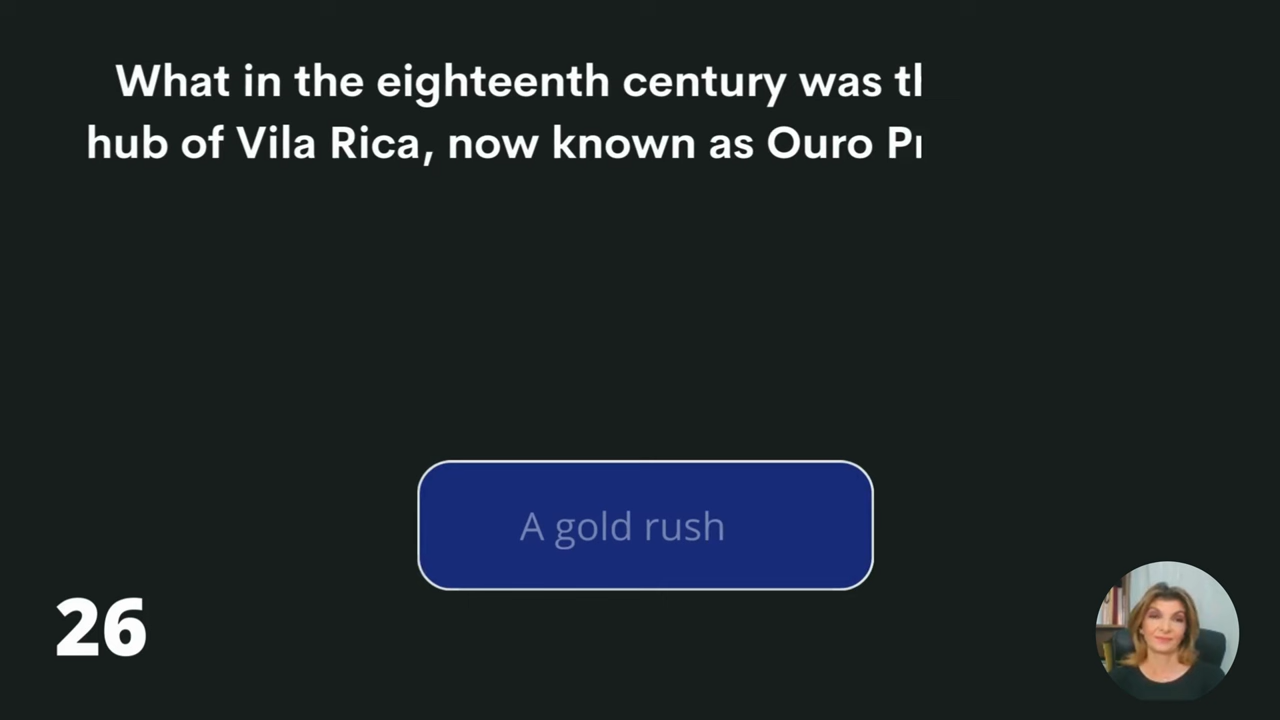 What in the eighteenth century was
hub of Vila Rica, now known as Ouro
A gold rush
26